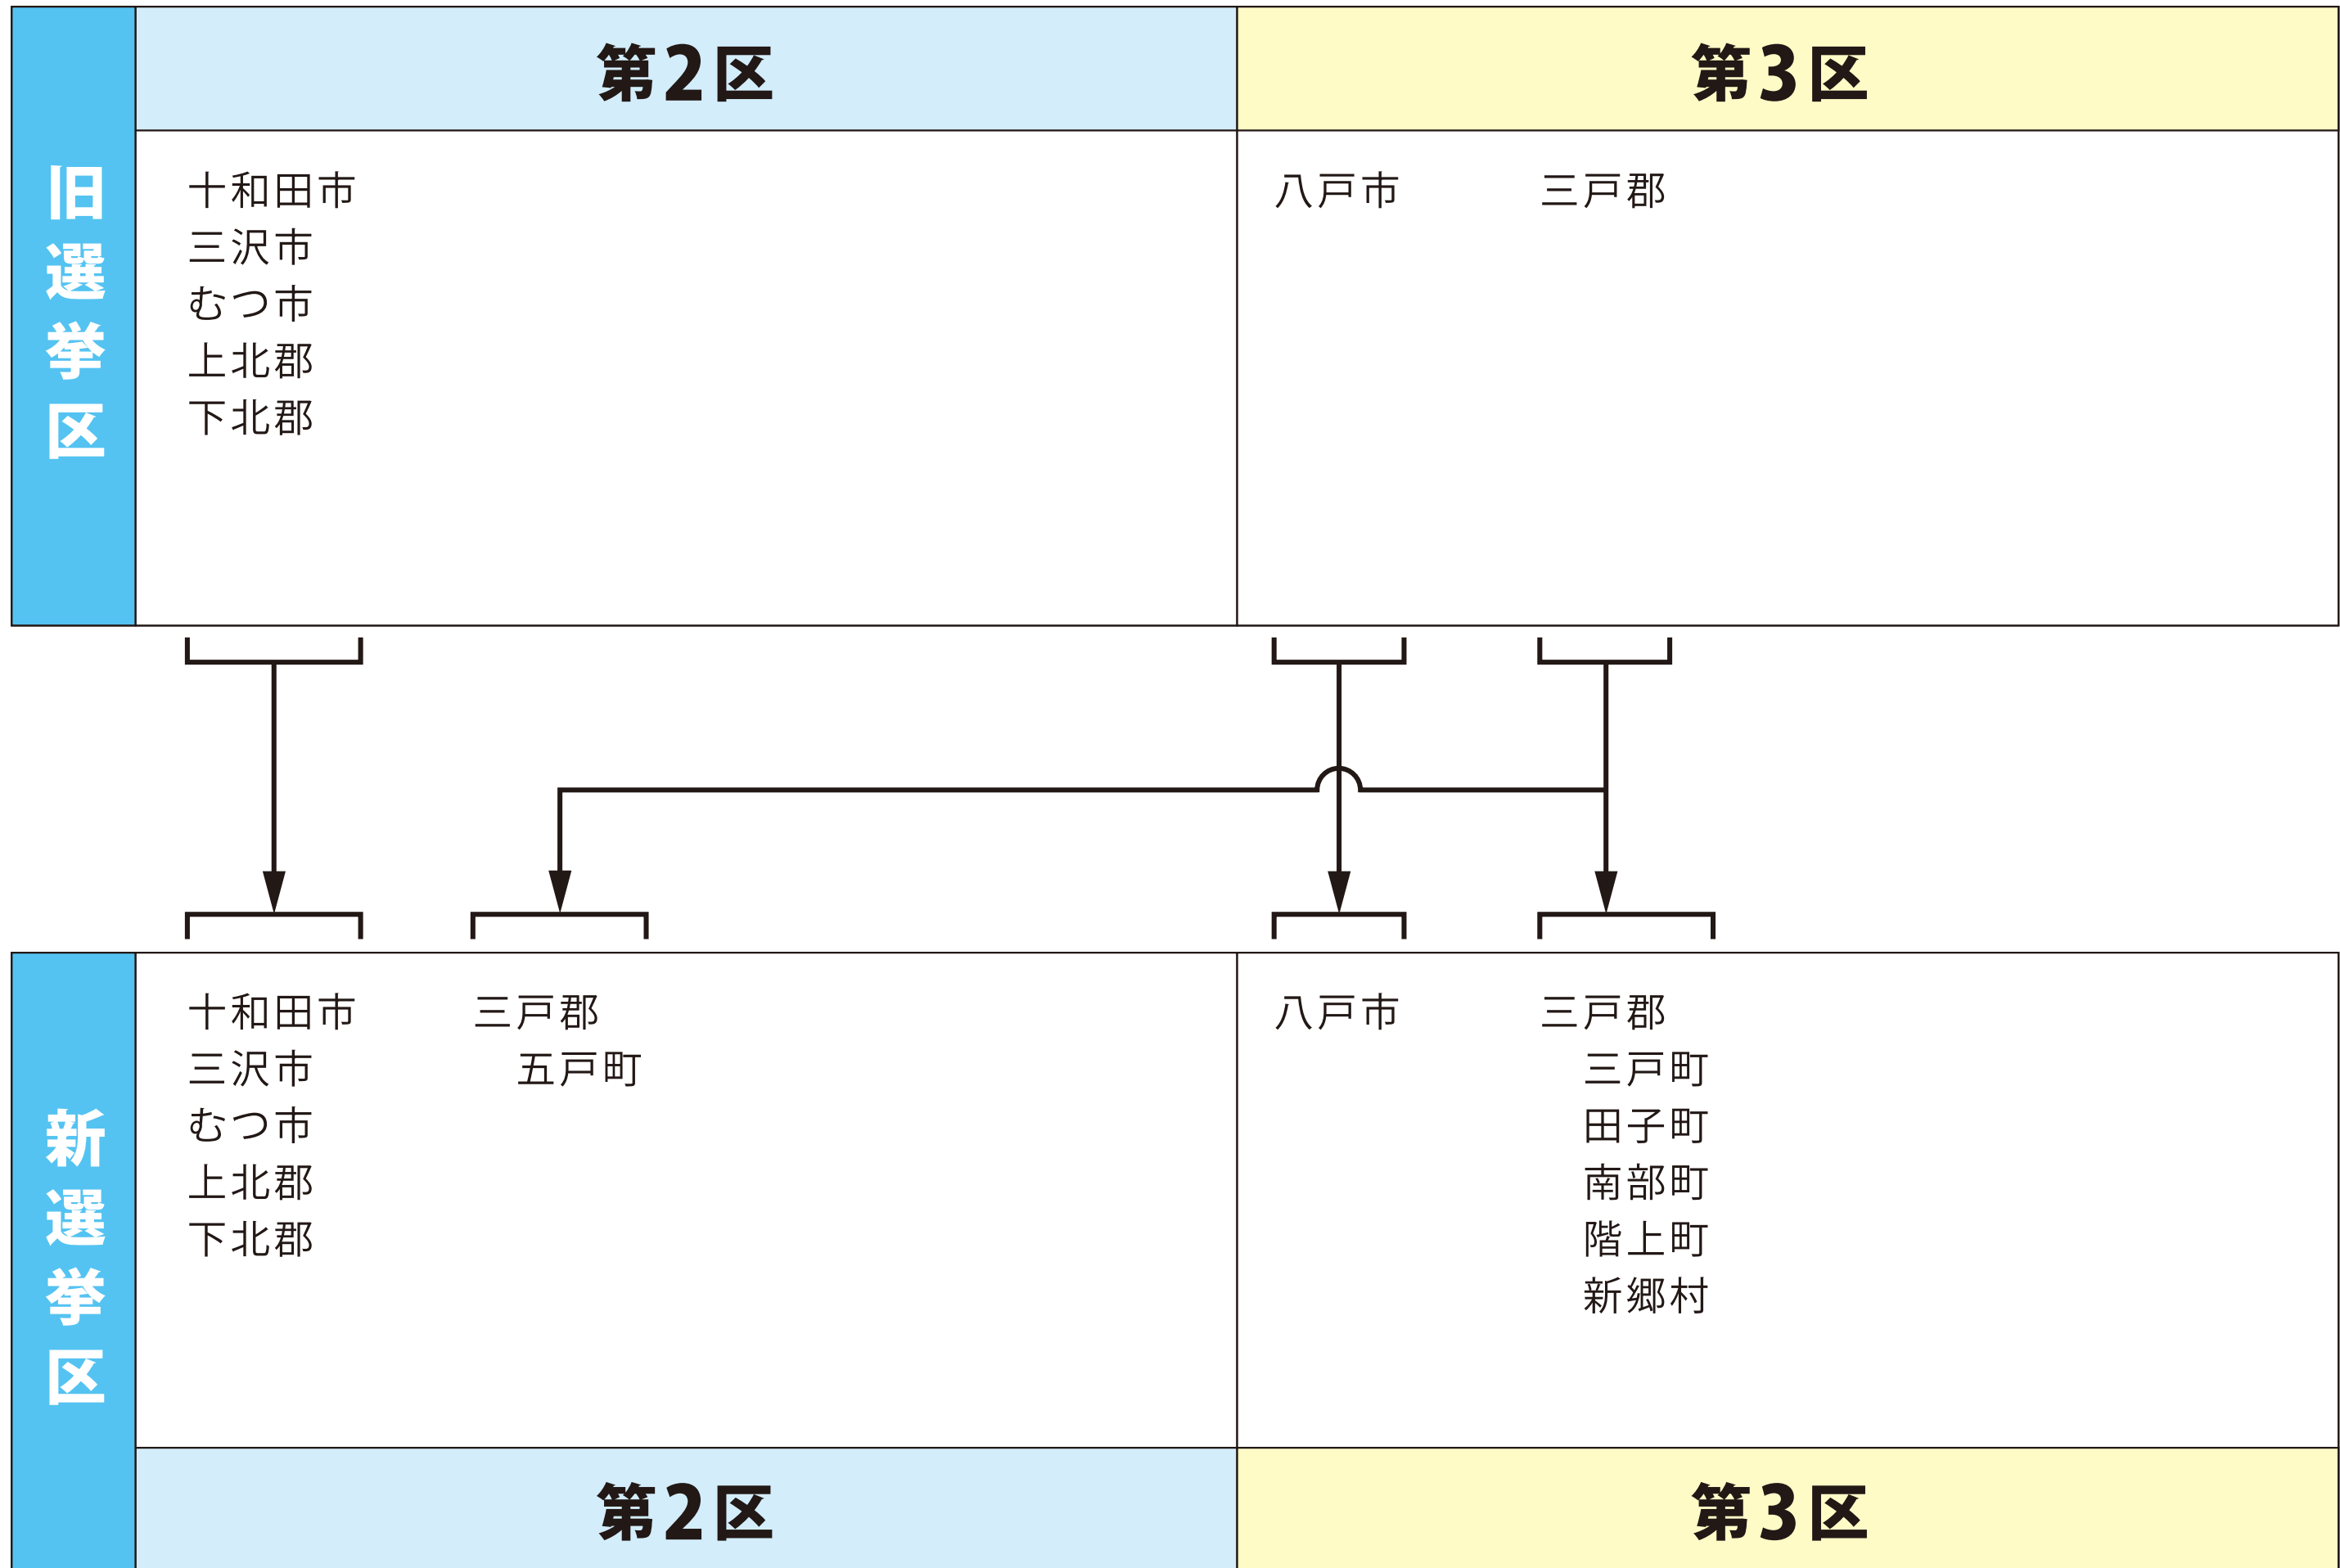 旧選挙区
第2区
十和田市
三沢市
むつ市
上北郡
下北郡
第3区
八戸市
三戸郡
新選挙区
十和田市
三沢市
むつ市
上北郡
下北郡
三戸郡
五戸町
第2区
八戸市
三戸郡
三戸町
田子町
南部町
階上町
新郷村
第3区